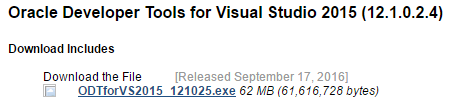 Oracle Developer Tools for Visual Studio 2015 (12.1.0.2.4)
Download Includes
Download the File [Released September 17, 2016]
ODTforVS2015_121025.exe 62 MB (61,616,728 bytes)